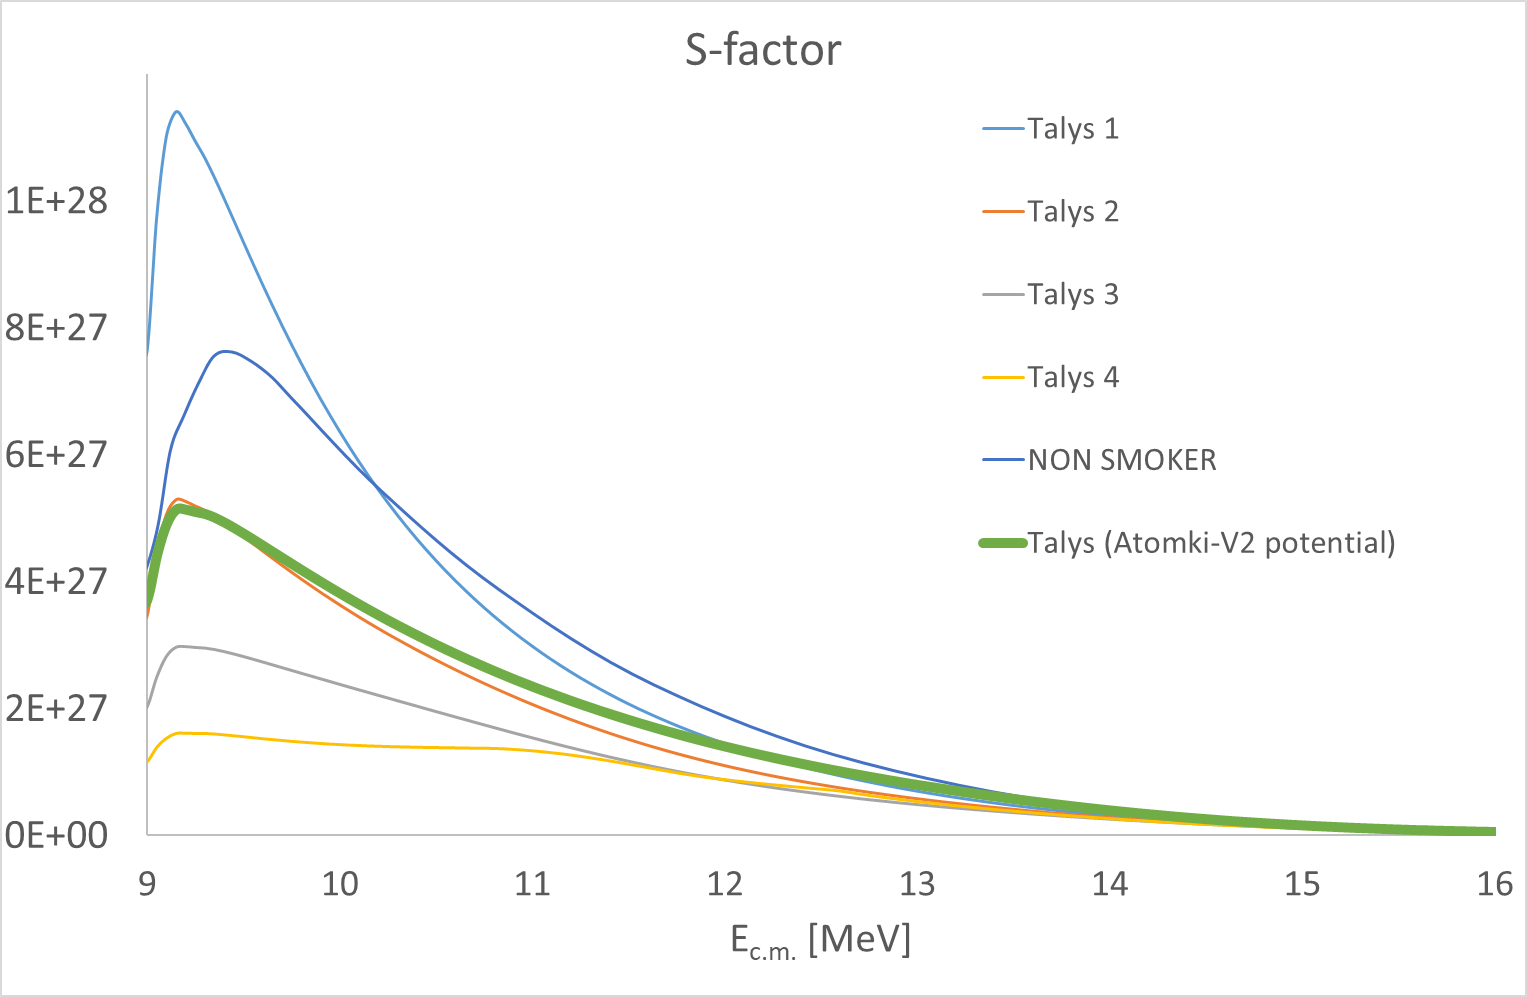 S-factor
Talys 1
Talys 2
Talys 3
Talys 4
NON SMOKER
Talys (Atomki-V2 potential)
1E+28
8E+27
6E+27
4E+27
2E+27
0E+00
9 10 11 12 13 14 15 16
Ec.m. [MeV]